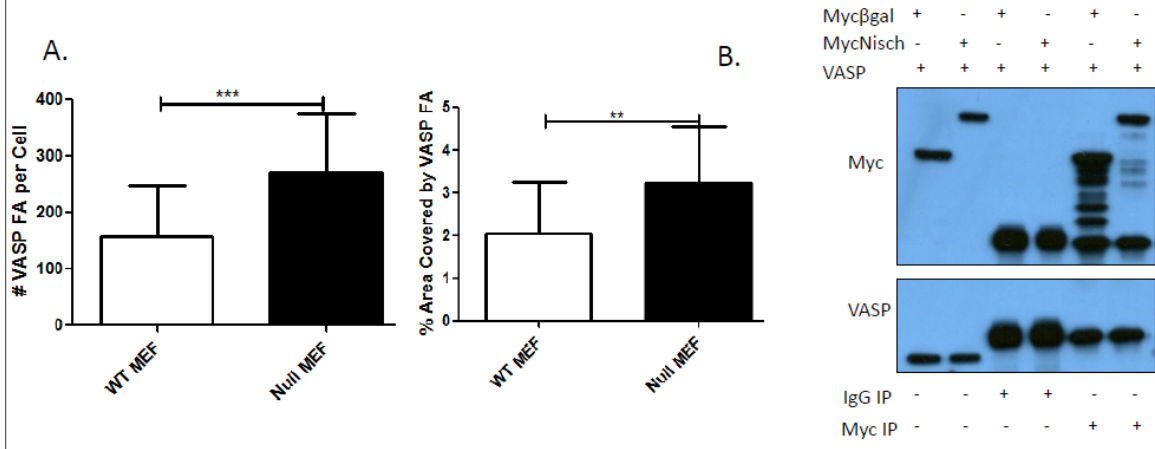 A.
# VASP FA per Cell
400
300
200
100
0
***
WT MEF
Null MEF
% Area Covered by VASP FA
5
4
3
2
1
0
**
WT MEF
Null MEF
B.
Mycβgal + - + - + -
MycNisch - + - + - +
VASP + + + + + +
Myc
VASP
IgG IP - - + + - -
Myc IP - - - - + +